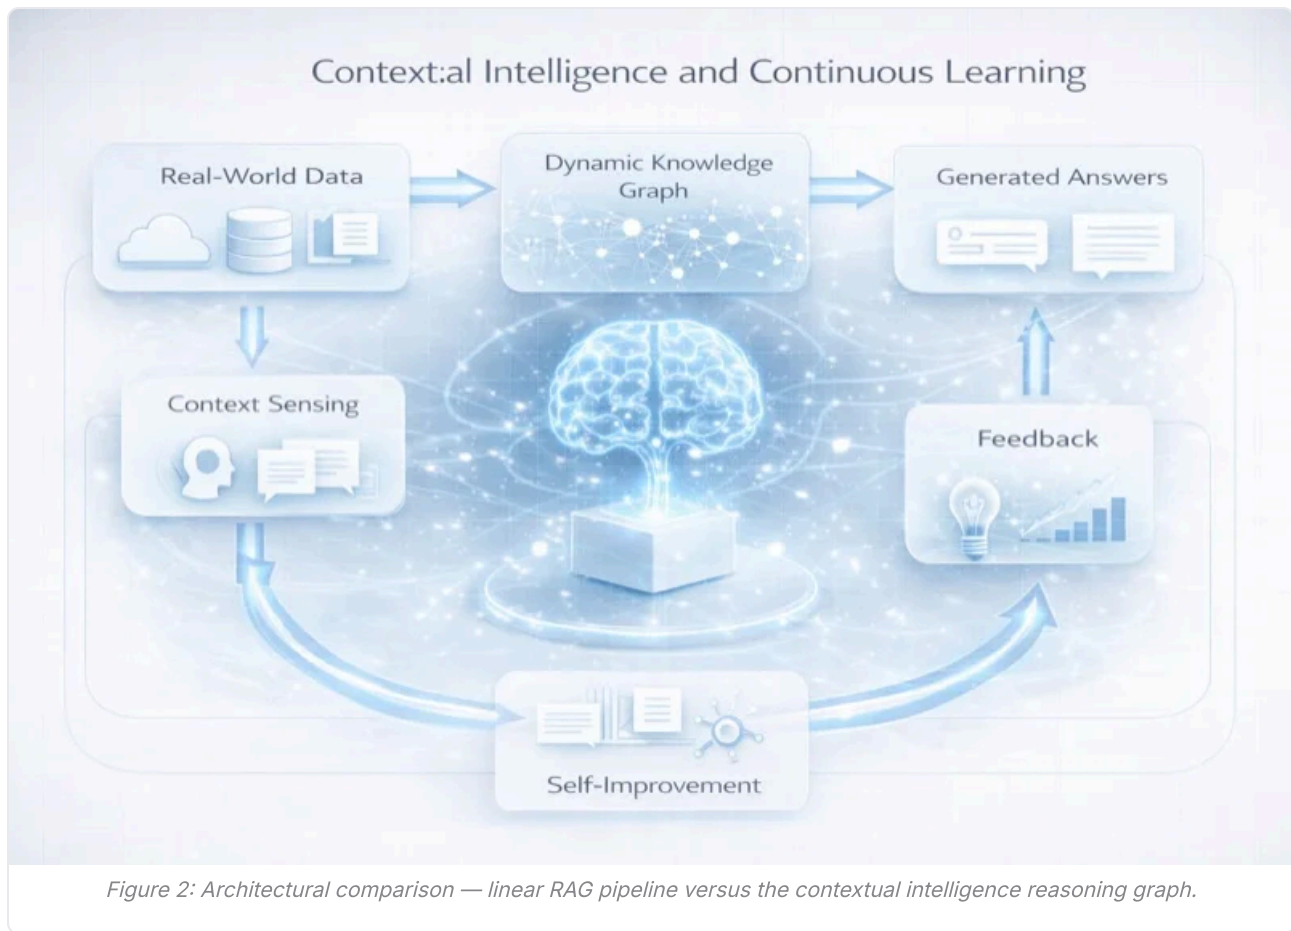 Context:al Intelligence and Continuous Learning
Real-World Data
Dynamic Knowledge
Graph
Generated Answers
Context Sensing
Feedback
Self-Improvement
Figure 2: Architectural comparison — linear RAG pipeline versus the contextual intelligence reasoning graph.